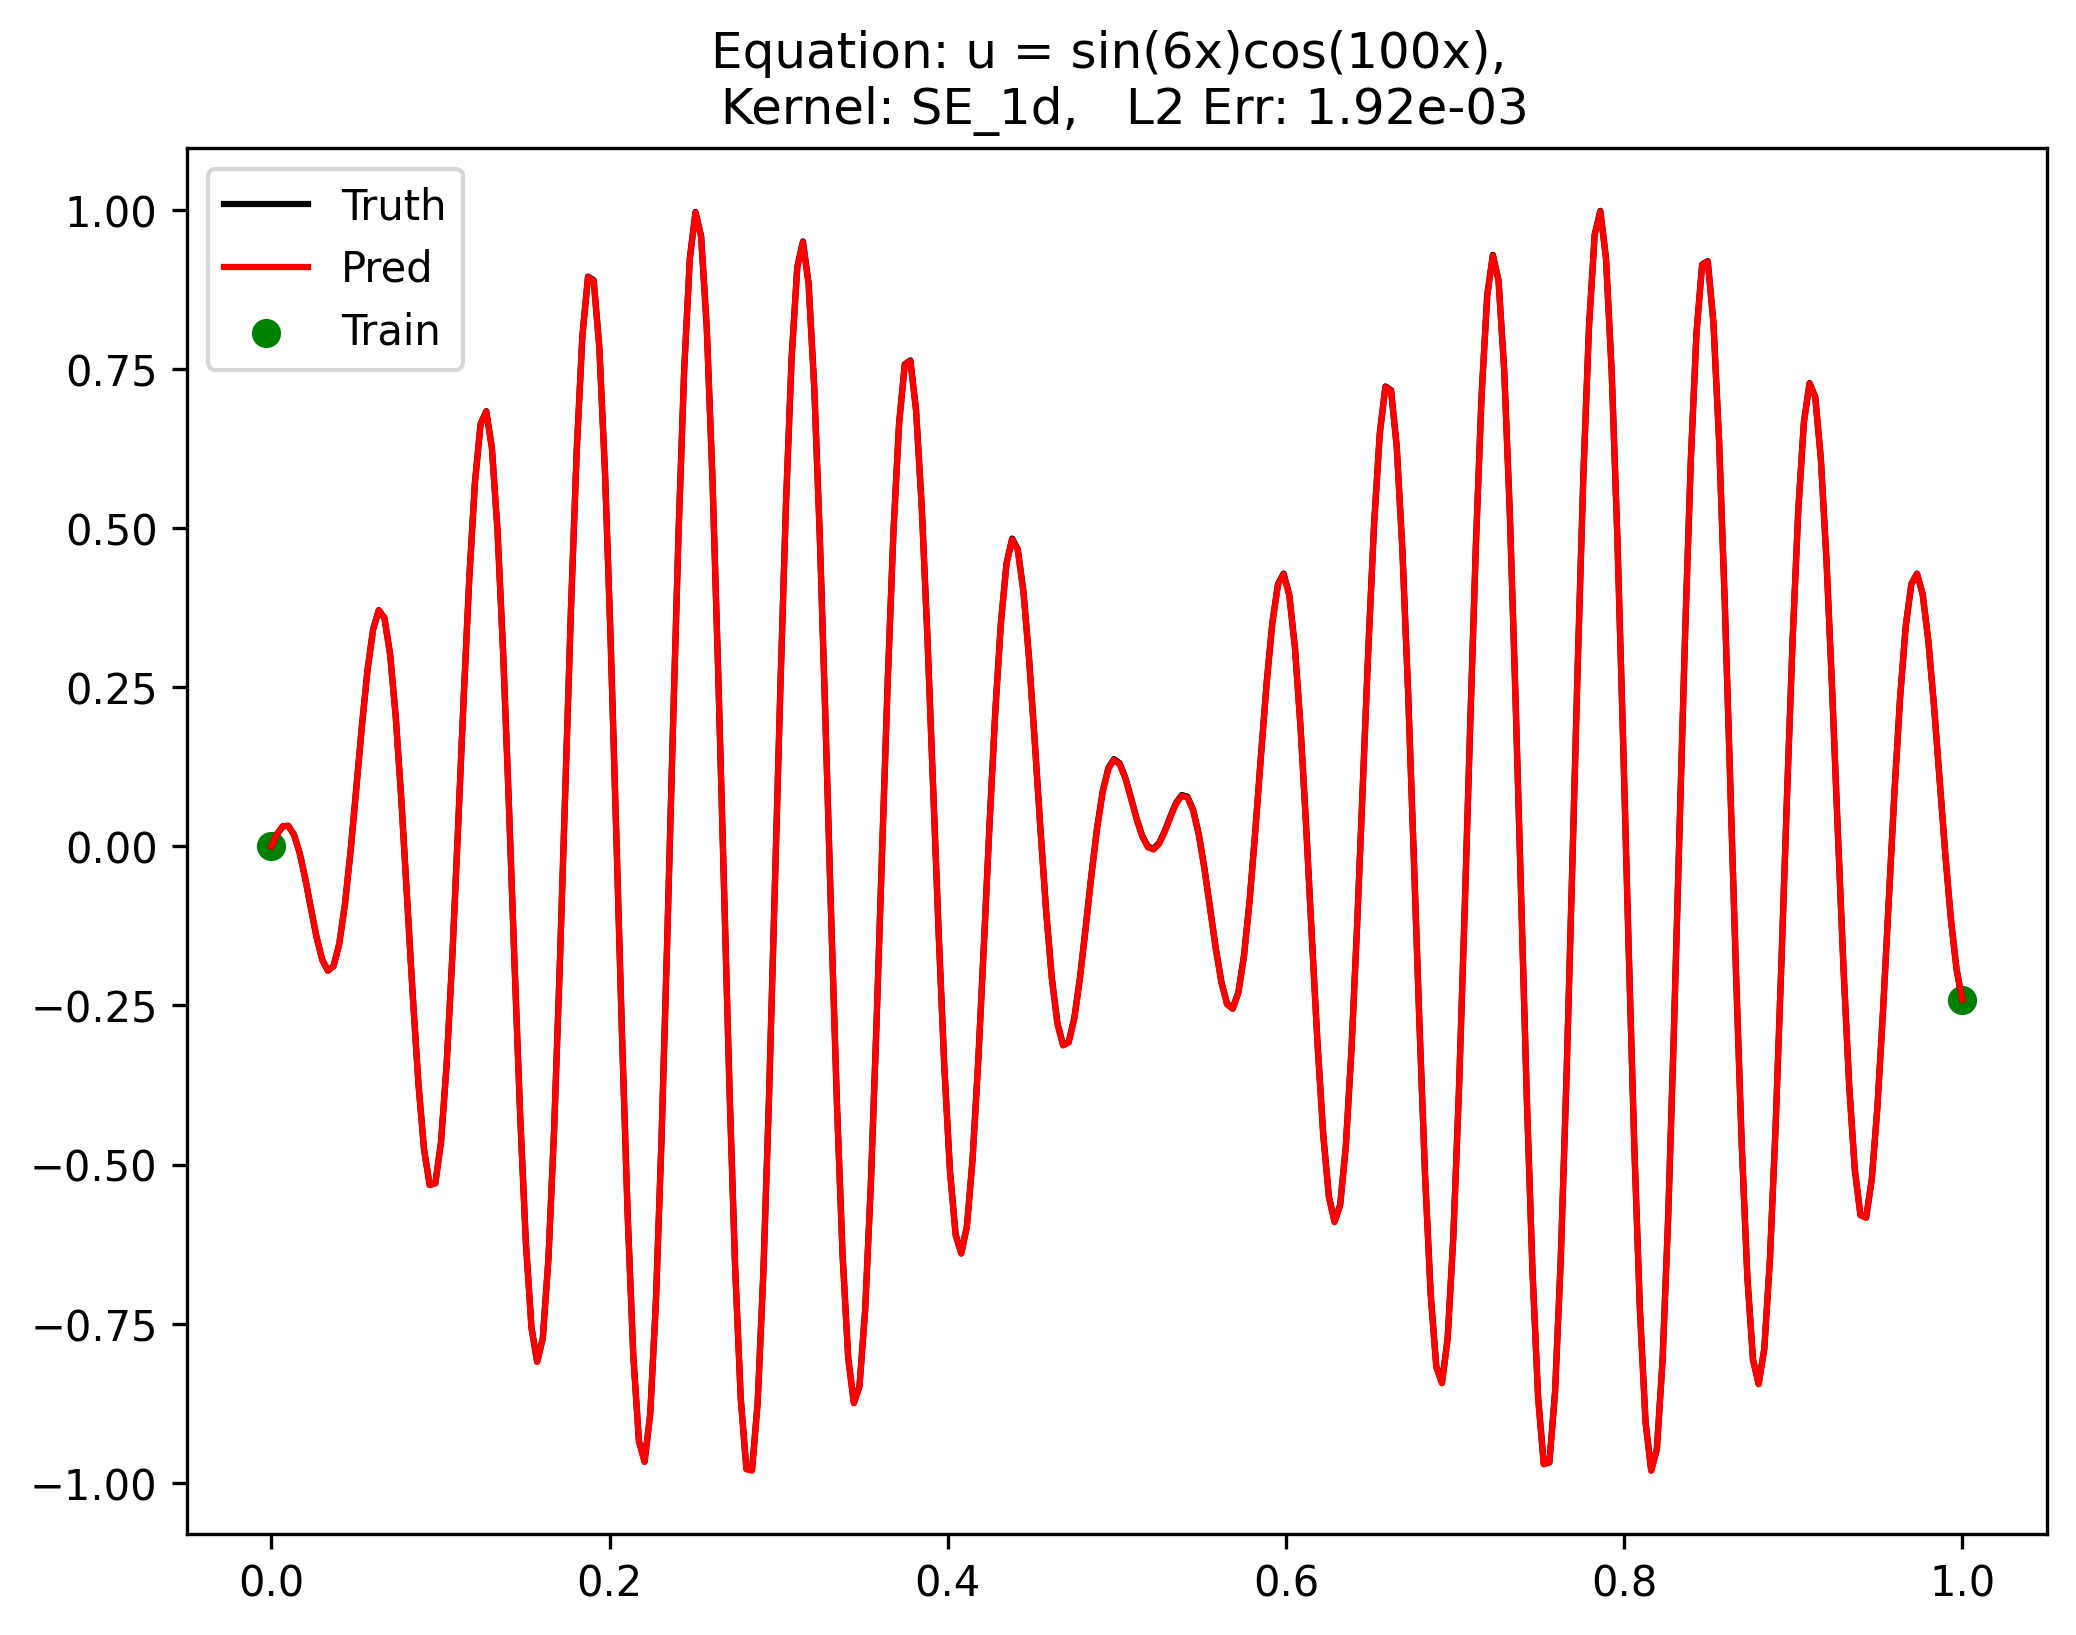 Equation: u = sin(6x)cos(100x),
Kernel: SE_1d,   L2 Err: 1.92e-03
Truth
Pred
Train
1.00
0.75
0.50
0.25
0.00
−0.25
−0.50
−0.75
−1.00
0.0 0.2 0.4 0.6 0.8 1.0